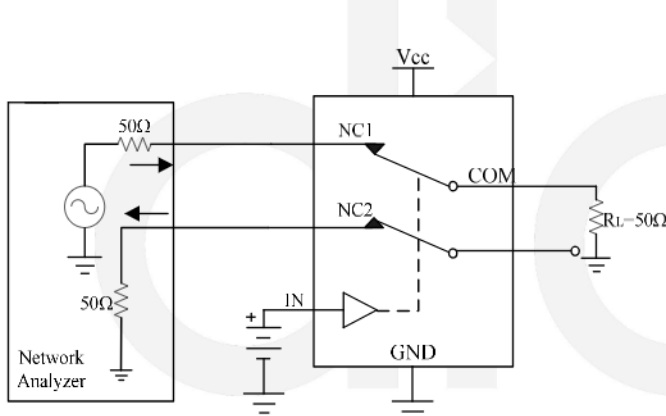 Vcc
50Ω
NC1
COM
NC2
RL=50Ω
50Ω
+
IN
Network
Analyzer
GND